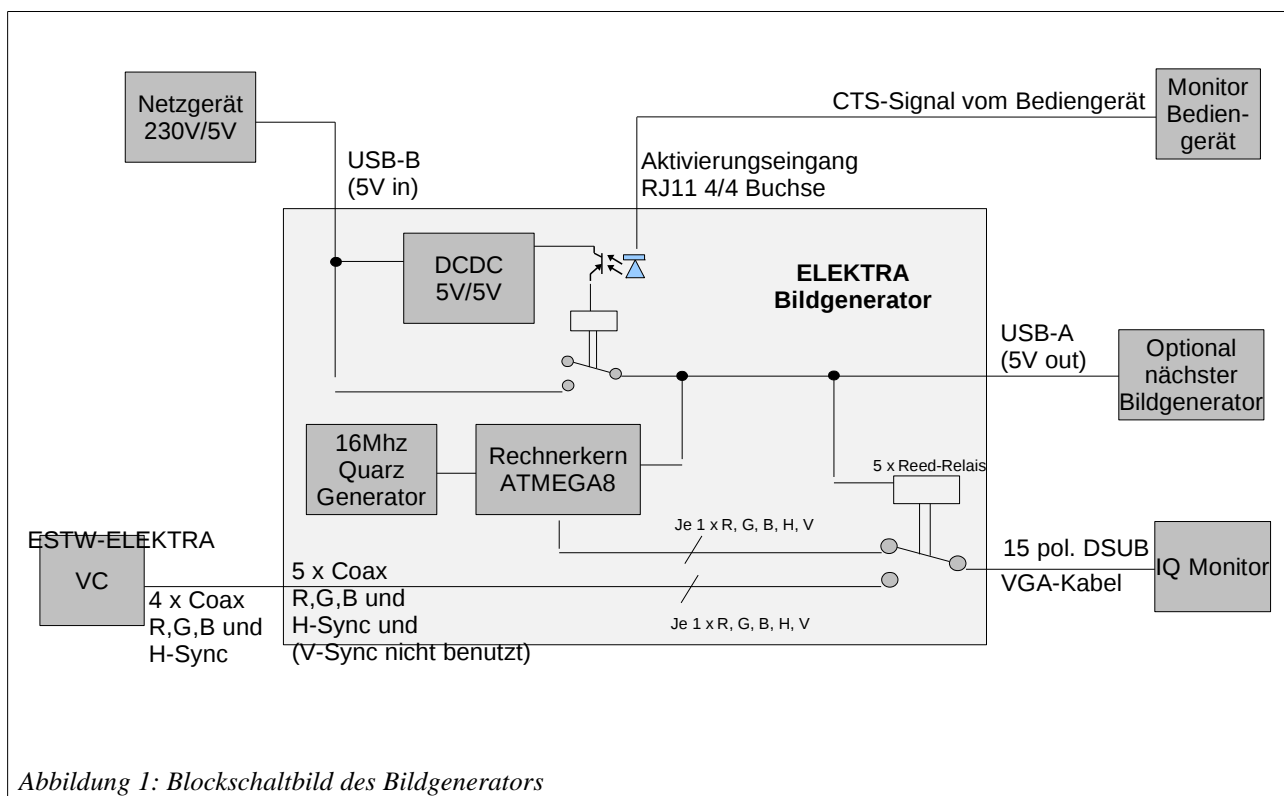 Netzgerät
230V/5V
CTS-Signal vom Bediengerät
Monitor
Bedien-
gerät
USB-B
(5V in)
Aktivierungseingang
RJ11 4/4 Buchse
DCDC
5V/5V
ELEKTRA
Bildgenerator
USB-A
(5V out)
Optional
nächster
Bildgenerator
16Mhz
Quarz
Generator
Rechnerkern
ATMEGA8
5 x Reed-Relais
Je 1 x R, G, B, H, V
ESTW-ELEKTRA
VC
4 x Coax
R,G,B und
H-Sync
5 x Coax
R,G,B und
H-Sync und
(V-Sync nicht benutzt)
Je 1 x R, G, B, H, V
15 pol. DSUB
VGA-Kabel
IQ Monitor
Abbildung 1: Blockschaltbild des Bildgenerators